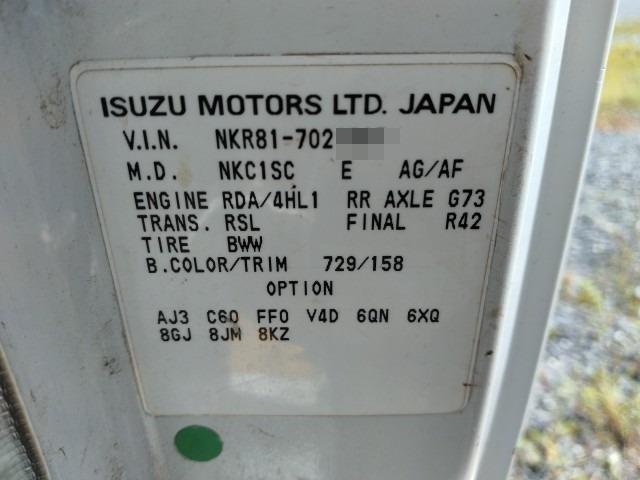 ISUZU MOTORS LTD. JAPAN
V.I.N. NKR81-702
M.D. NKC1SC E AG/AF
ENGINE RDA/4HL1 RR AXLE G73
TRANS. RSL FINAL R42
TIRE BWW
B.COLOR/TRIM 729/158
OPTION
AJ3 C60 FF0 V4D 6QN 6XQ
8GJ 8JM 8KZ